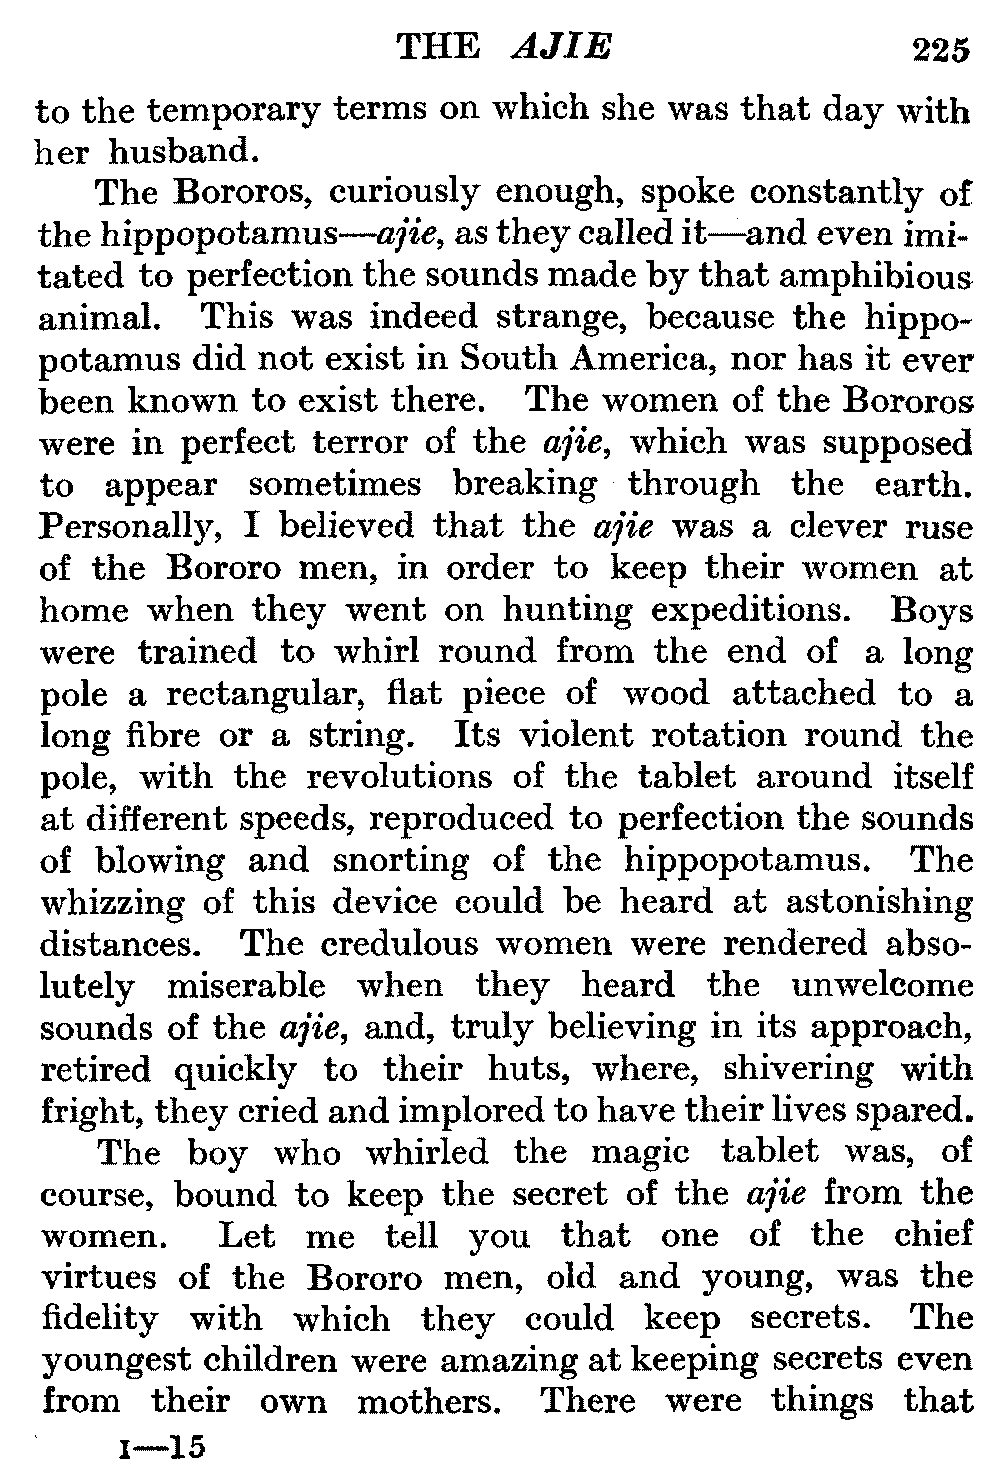 THE AJIE 225
to the temporary terms on which she was that day with
her husband.
The Bororos, curiously enough, spoke constantly of
the hippopotamus—ajie, as they called it—and even imi-
tated to perfection the sounds made by that amphibious
animal. This was indeed strange, because the hippo-
potamus did not exist in South America, nor has it ever
been known to exist there. The women of the Bororos
were in perfect terror of the ajie, which was supposed
to appear sometimes breaking through the earth.
Personally, I believed that the ajie was a clever ruse
of the Bororo men, in order to keep their women at
home when they went on hunting expeditions. Boys
were trained to whirl round from the end of a long
pole a rectangular, flat piece of wood attached to a
long fibre or a string. Its violent rotation round the
pole, with the revolutions of the tablet around itself
at different speeds, reproduced to perfection the sounds
of blowing and snorting of the hippopotamus. The
whizzing of this device could be heard at astonishing
distances. The credulous women were rendered abso-
lutely miserable when they heard the unwelcome
sounds of the ajie, and, truly believing in its approach,
retired quickly to their huts, where, shivering with
fright, they cried and implored to have their lives spared.
The boy who whirled the magic tablet was, of
course, bound to keep the secret of the ajie from the
women. Let me tell you that one of the chief
virtues of the Bororo men, old and young, was the
fidelity with which they could keep secrets. The
youngest children were amazing at keeping secrets even
from their own mothers. There were things that
I—15